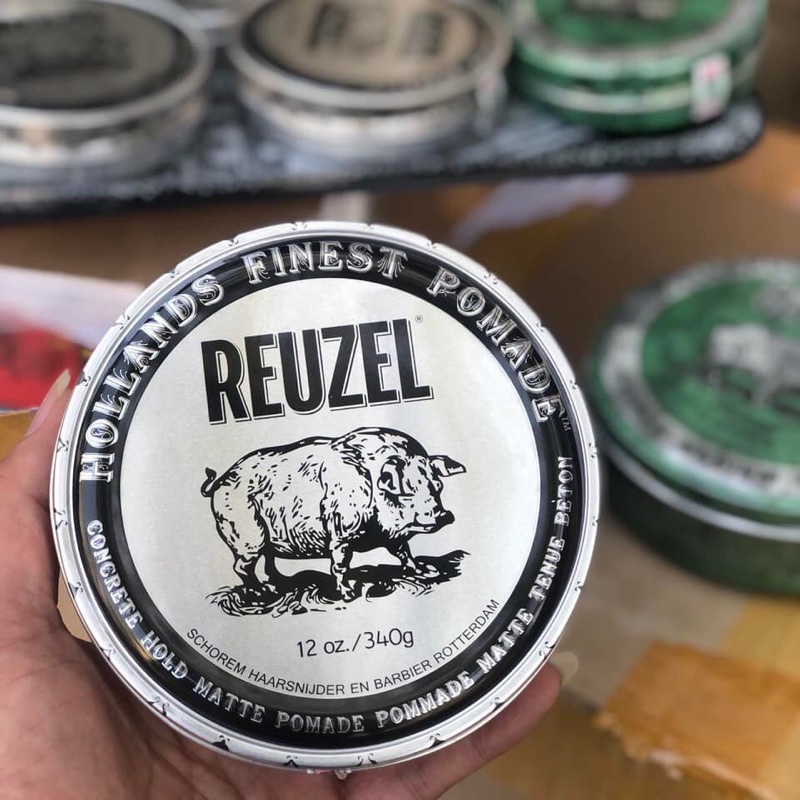 HOLLANDS FINEST POMADE™
REUZEL®
12 oz./340g
SCHOREM HAARSNIJDER EN BARBIER ROTTERDAM
CONCRETE HOLD MATTE POMADE POMMADE MATTE TENUE BÉTON